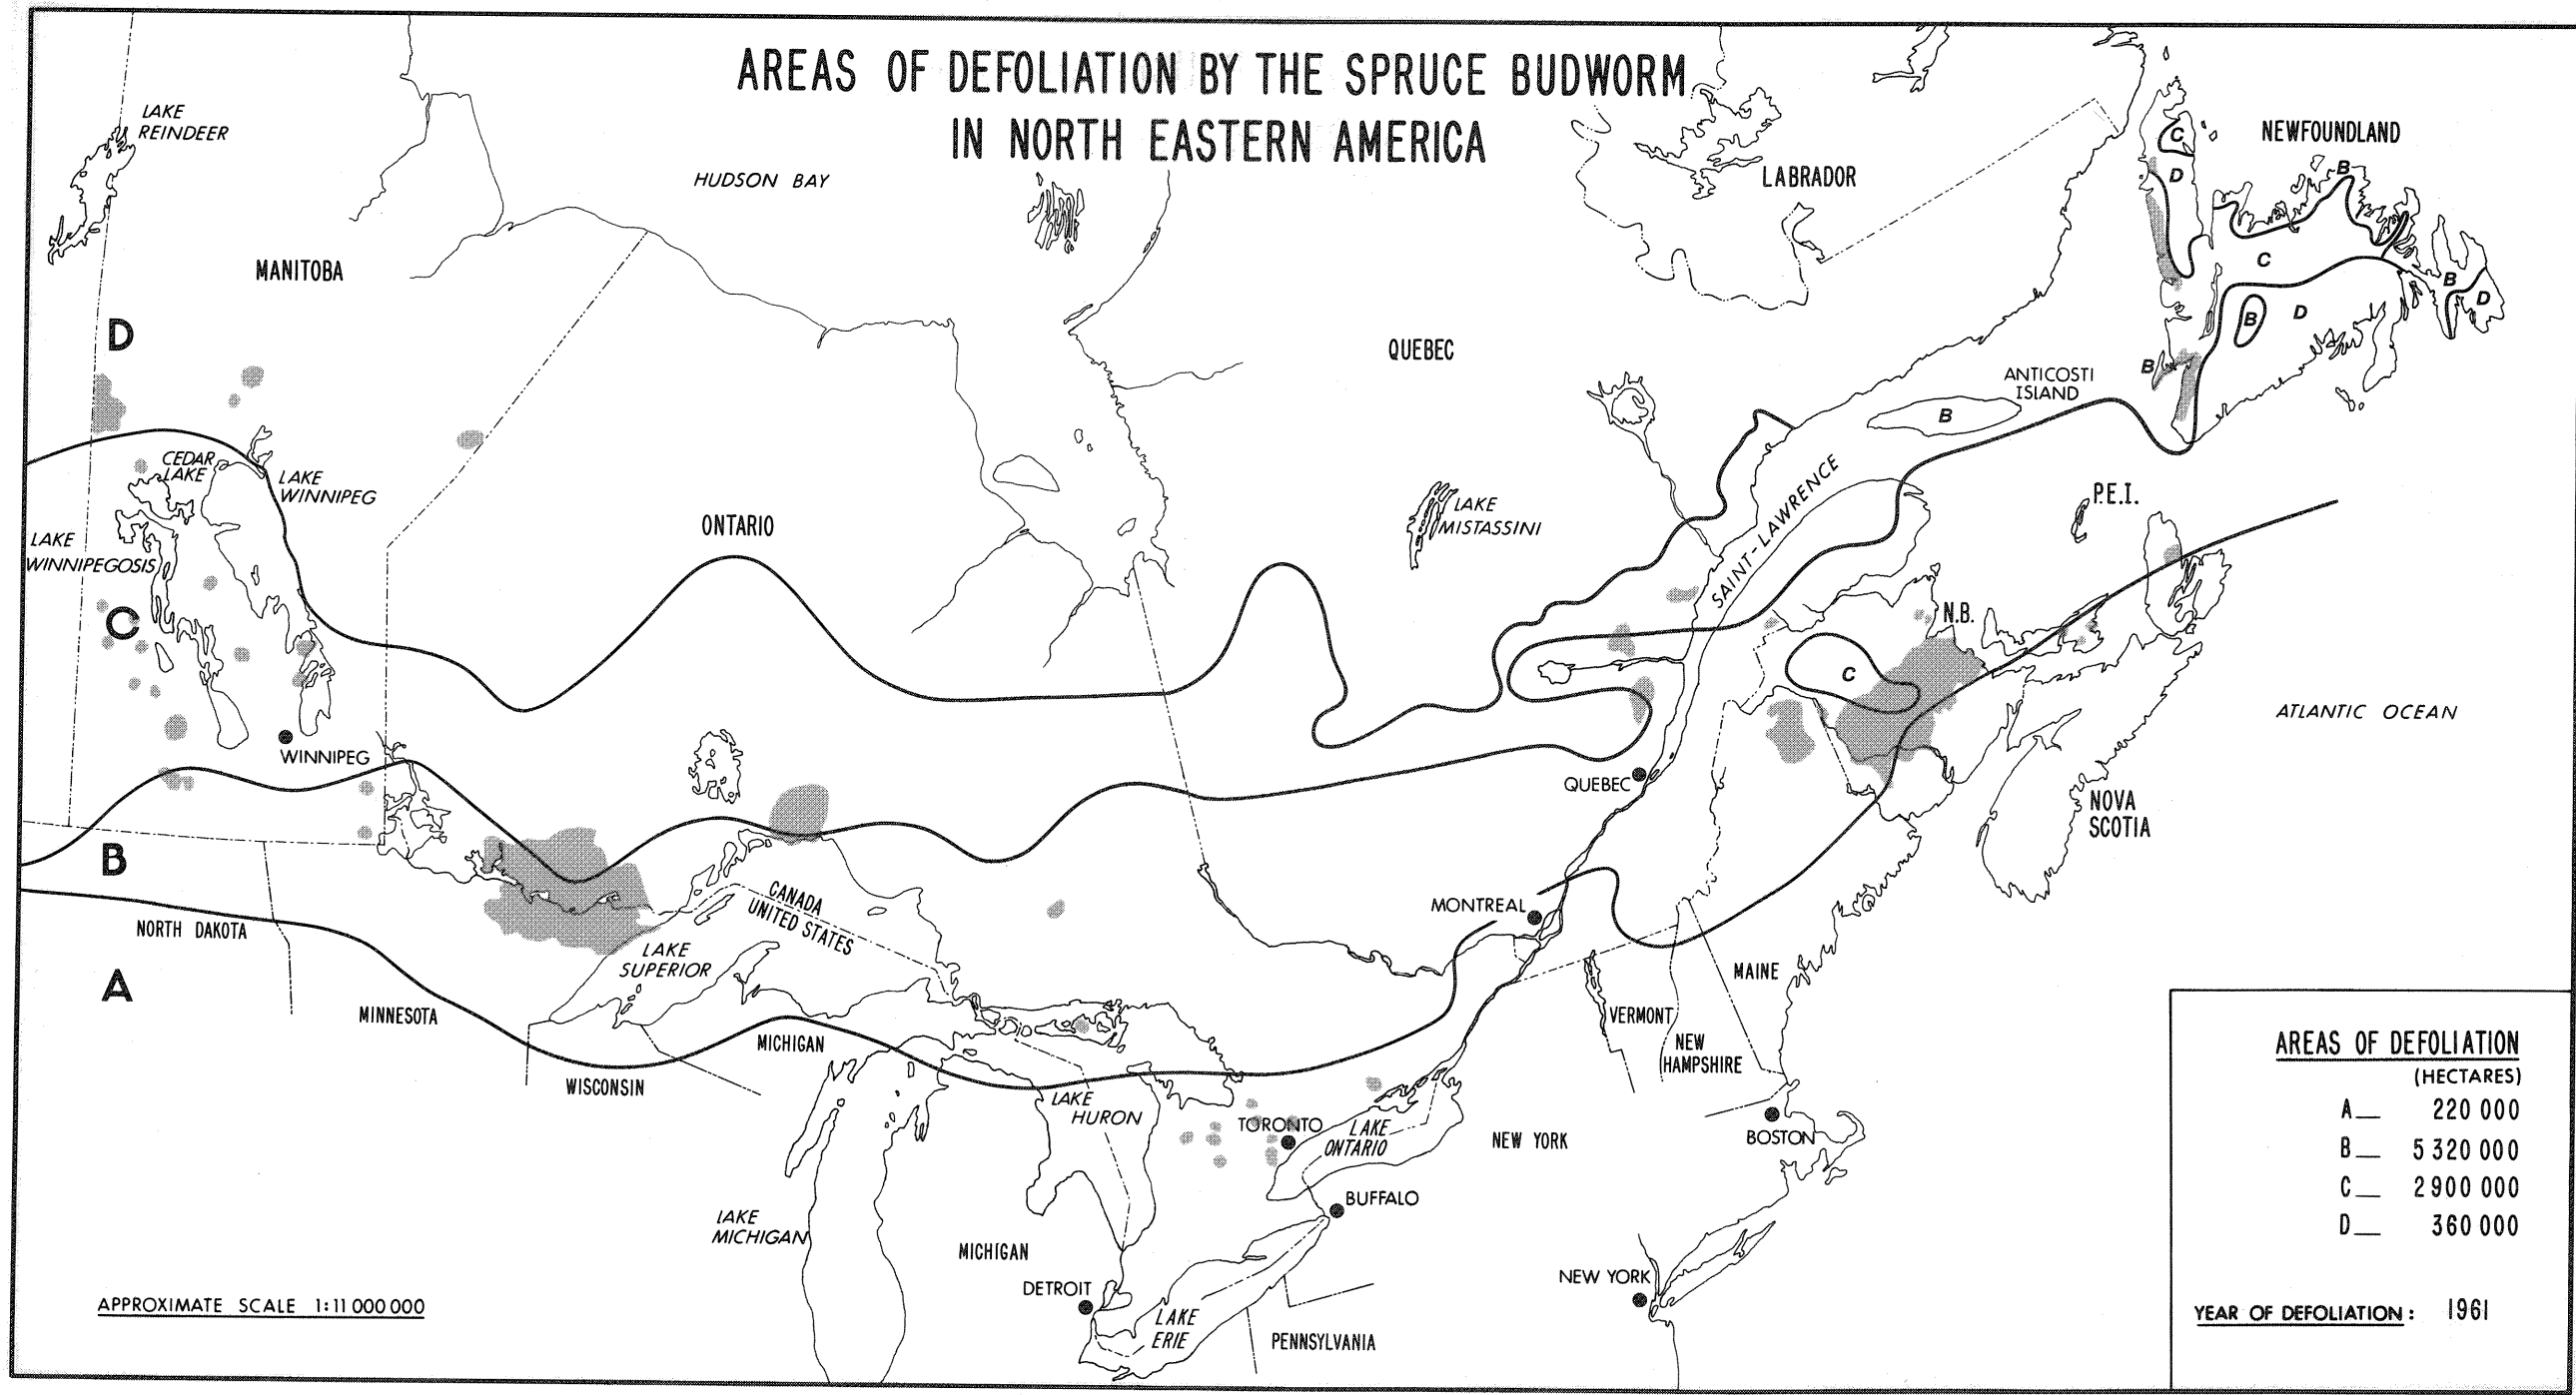 AREAS OF DEFOLIATION BY THE SPRUCE BUDWORM
IN NORTH EASTERN AMERICA
LAKE
REINDEER
HUDSON BAY
MANITOBA
LABRADOR
NEWFOUNDLAND
C
D
B
C
B
D
B
D
B
D
QUEBEC
ANTICOSTI
ISLAND
B
CEDAR
LAKE
LAKE
WINNIPEG
ONTARIO
LAKE
MISTASSINI
SAINT-LAWRENCE
P.E.I.
LAKE
WINNIPEGOSIS
C
N.B.
C
ATLANTIC OCEAN
WINNIPEG
QUEBEC
NOVA
SCOTIA
B
CANADA
UNITED STATES
MONTREAL
NORTH DAKOTA
LAKE
SUPERIOR
A
MAINE
MINNESOTA
MICHIGAN
VERMONT
NEW
HAMPSHIRE
WISCONSIN
LAKE
HURON
TORONTO
LAKE
ONTARIO
NEW YORK
BOSTON
BUFFALO
LAKE
MICHIGAN
MICHIGAN
DETROIT
NEW YORK
LAKE
ERIE
PENNSYLVANIA
APPROXIMATE SCALE 1:11 000 000
AREAS OF DEFOLIATION
(HECTARES)
A__ 220 000
B__ 5 320 000
C__ 2 900 000
D__ 360 000
YEAR OF DEFOLIATION: 1961